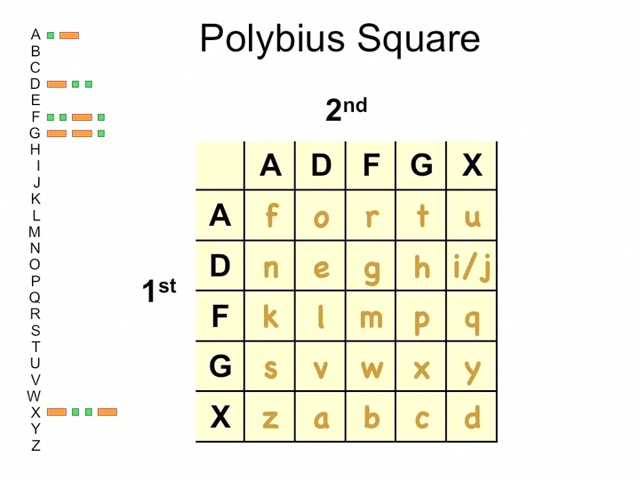 Polybius Square
A
B
C
D
E
F
G
H
I
J
K
L
M
N
O
P
Q
R
S
T
U
V
W
X
Y
Z
2nd
1st
A D F G X
A f o r t u
D n e g h i/j
F k l m p q
G s v w x y
X z a b c d